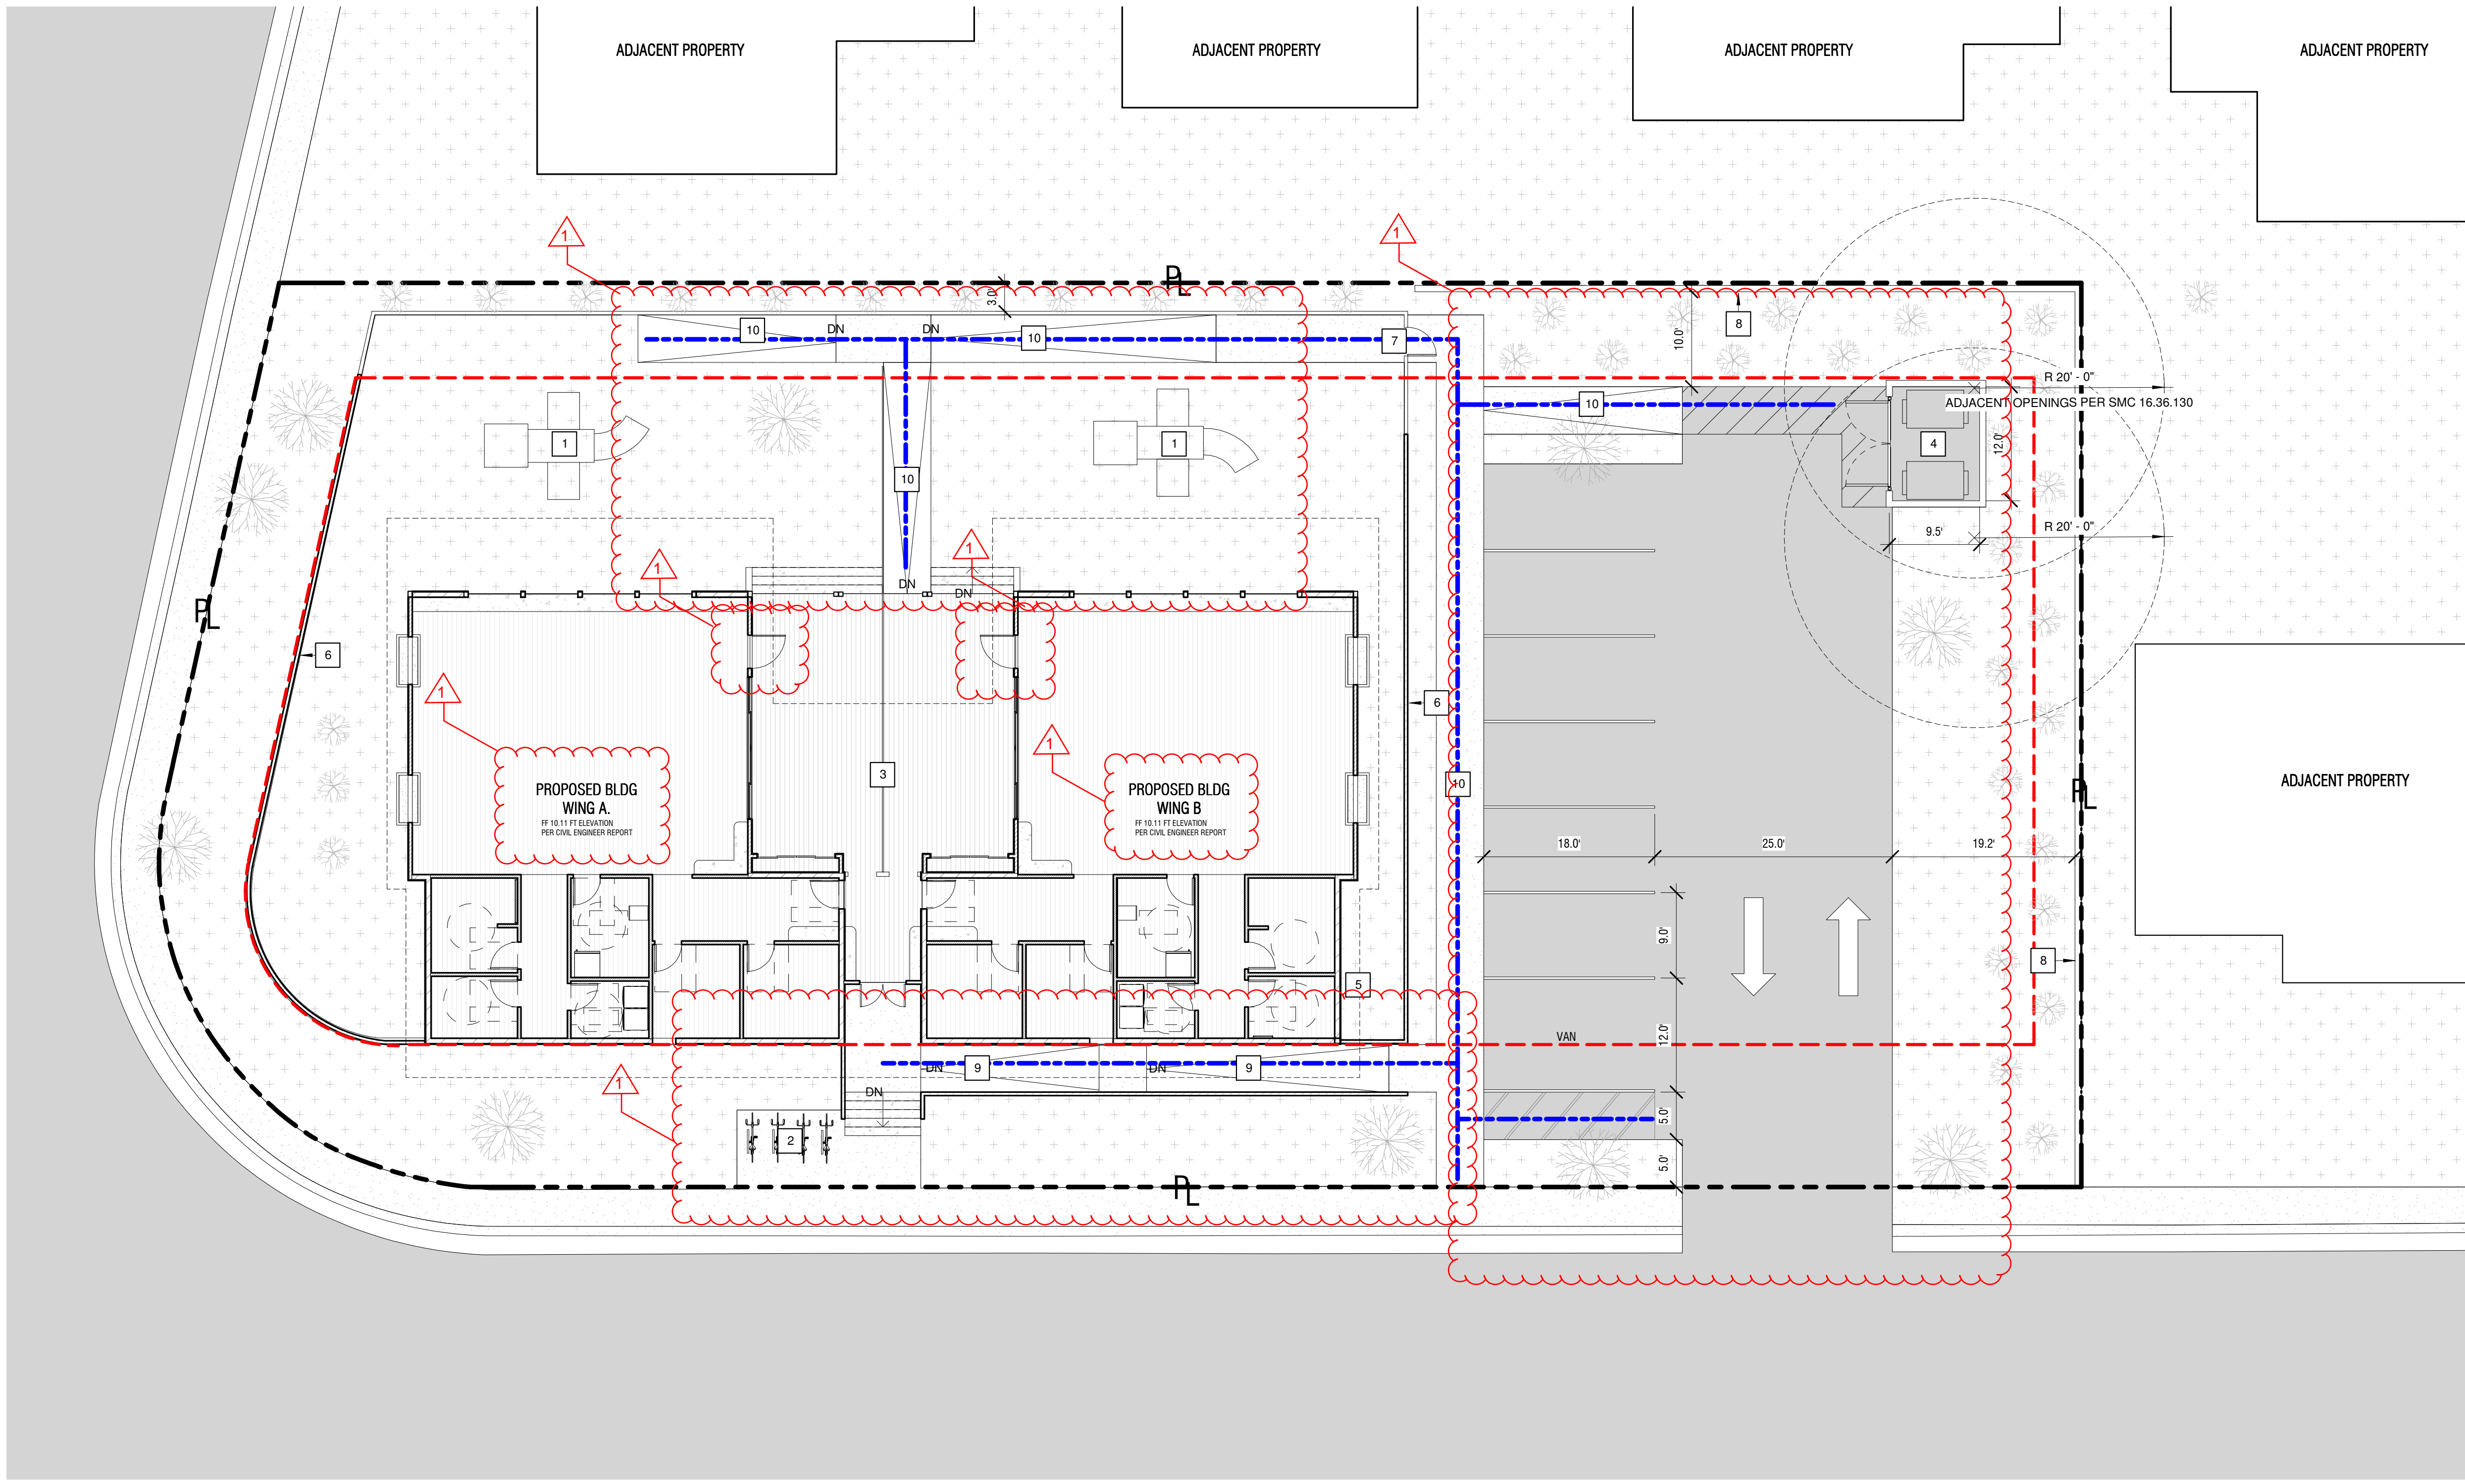 ADJACENT PROPERTY
ADJACENT PROPERTY
ADJACENT PROPERTY
ADJACENT PROPERTY
1
1
PL
3.0'
10
DN
DN
10
7
8
10.0'
R 20' - 0"
ADJACENT OPENINGS PER SMC 16.36.130
10
4
12.0'
1
1
10
R 20' - 0"
9.5'
1
1
DN
DN
PL
6
1
6
1
3
10
PROPOSED BLDG
WING A.
FF 10.11 FT ELEVATION
PER CIVIL ENGINEER REPORT
PROPOSED BLDG
WING B
FF 10.11 FT ELEVATION
PER CIVIL ENGINEER REPORT
ADJACENT PROPERTY
PL
18.0'
25.0'
19.2'
9.0'
8
5
VAN
12.0'
1
DN
9
DN
9
DN
2
5.0'
5.0'
PL